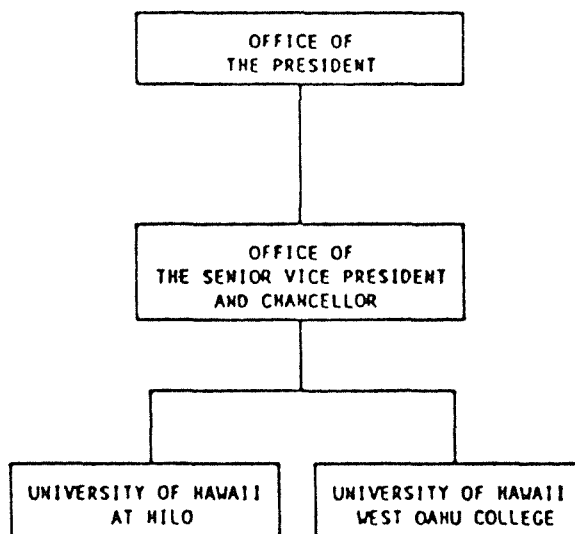 OFFICE OF
THE PRESIDENT
OFFICE OF
THE SENIOR VICE PRESIDENT
AND CHANCELLOR
UNIVERSITY OF HAWAII
AT HILO
UNIVERSITY OF HAWAII
WEST OAHU COLLEGE